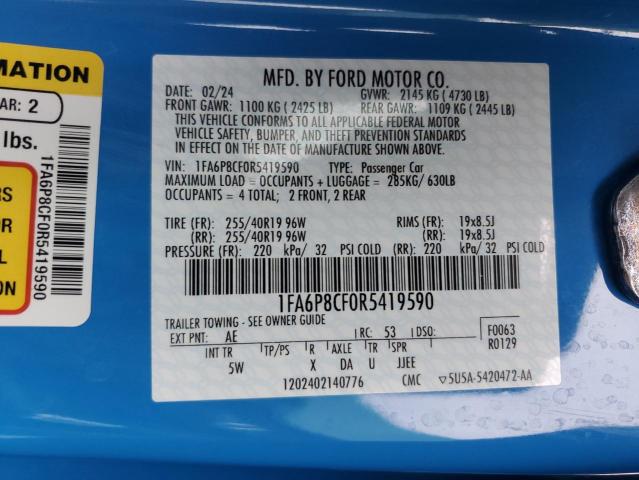 MATION
AR: 2
lbs.
RS
OR
L
S
1FA6P8CF0R5419590
MFD. BY FORD MOTOR CO.
DATE: 02/24 GVWR: 2145 KG ( 4730 LB)
FRONT GAWR: 1100 KG ( 2425 LB) REAR GAWR: 1109 KG ( 2445 LB)
THIS VEHICLE CONFORMS TO ALL APPLICABLE FEDERAL MOTOR
VEHICLE SAFETY, BUMPER, AND THEFT PREVENTION STANDARDS
IN EFFECT ON THE DATE OF MANUFACTURE SHOWN ABOVE.
VIN: 1FA6P8CF0R5419590 TYPE: Passenger Car
MAXIMUM LOAD = OCCUPANTS + LUGGAGE = 285KG/ 630LB
OCCUPANTS = 4 TOTAL; 2 FRONT, 2 REAR
TIRE (FR): 255/40R19 96W RIMS (FR): 19x8.5J
(RR): 255/40R19 96W (RR): 19x8.5J
PRESSURE (FR): 220 kPa/ 32 PSI COLD (RR): 220 kPa/ 32 PSI COLD
1FA6P8CF0R5419590
TRAILER TOWING - SEE OWNER GUIDE
EXT PNT: AE RC: 53 DSO: F0063
INT TR TP/PS R AXLE TR SPR R0129
5W X DA U JJEE
1202402140776 CMC ▽5U5A-5420472-AA